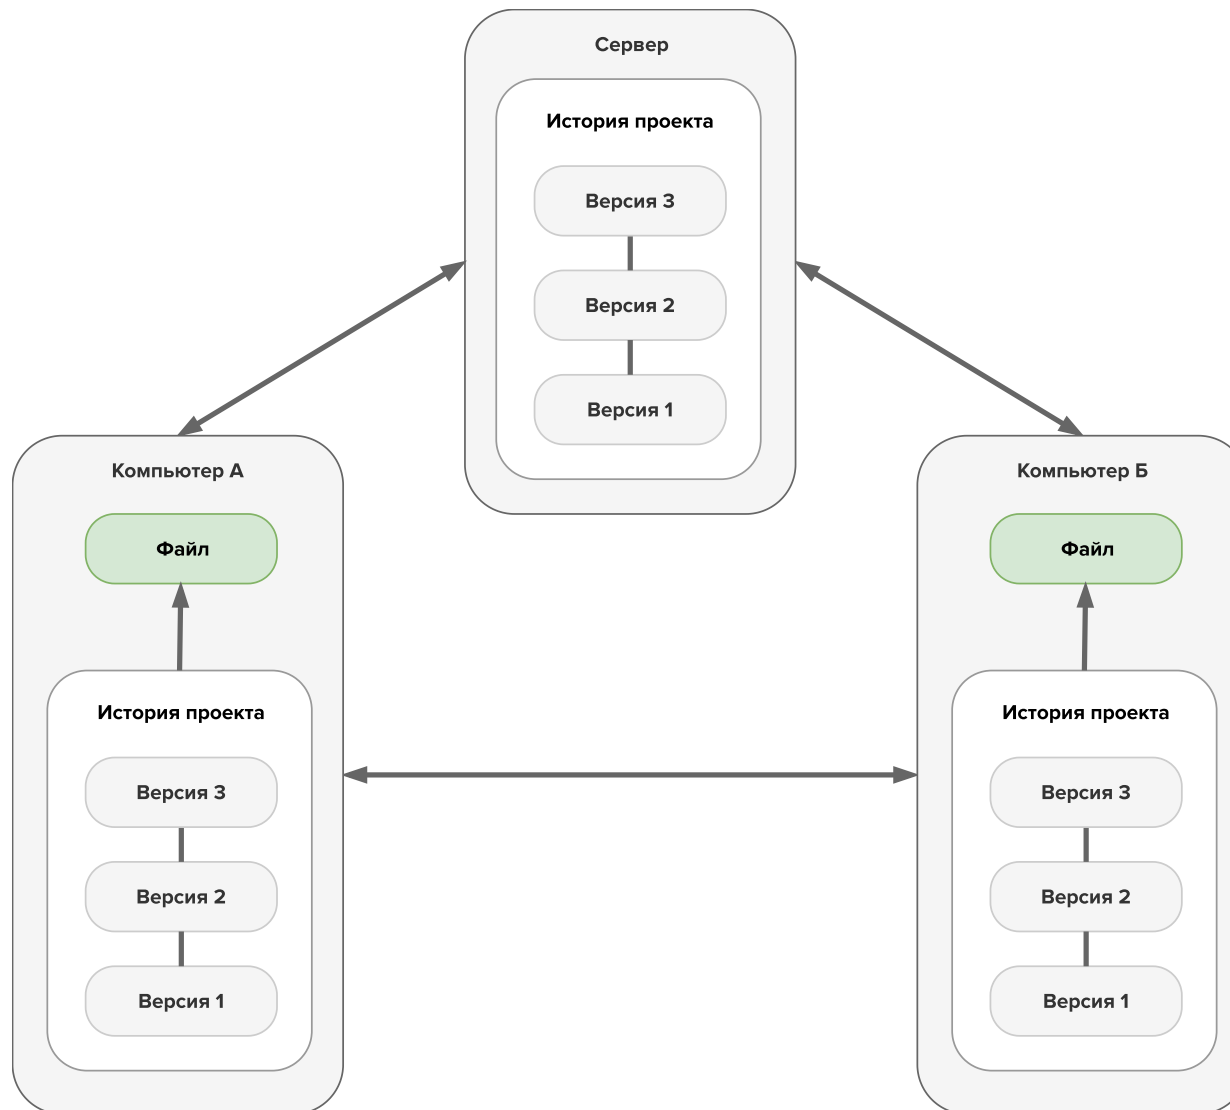 Сервер
История проекта
Версия 3
Версия 2
Версия 1
Компьютер А
Файл
История проекта
Версия 3
Версия 2
Версия 1
Компьютер Б
Файл
История проекта
Версия 3
Версия 2
Версия 1